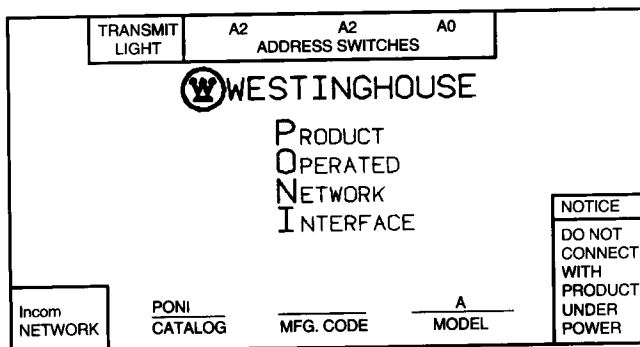 TRANSMIT LIGHT
A2 A2 A0
ADDRESS SWITCHES
W WESTINGHOUSE
PRODUCT
OPERATED
NETWORK
INTERFACE
NOTICE
DO NOT
CONNECT
WITH
PRODUCT
UNDER
POWER
Incom
NETWORK
PONI
CATALOG
MFG. CODE
A
MODEL